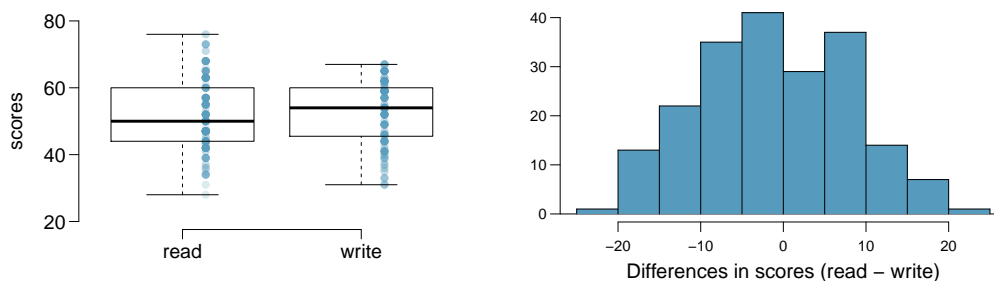 scores
80
60
40
20
read write
40
30
20
10
0
−20 −10 0 10 20
Differences in scores (read − write)